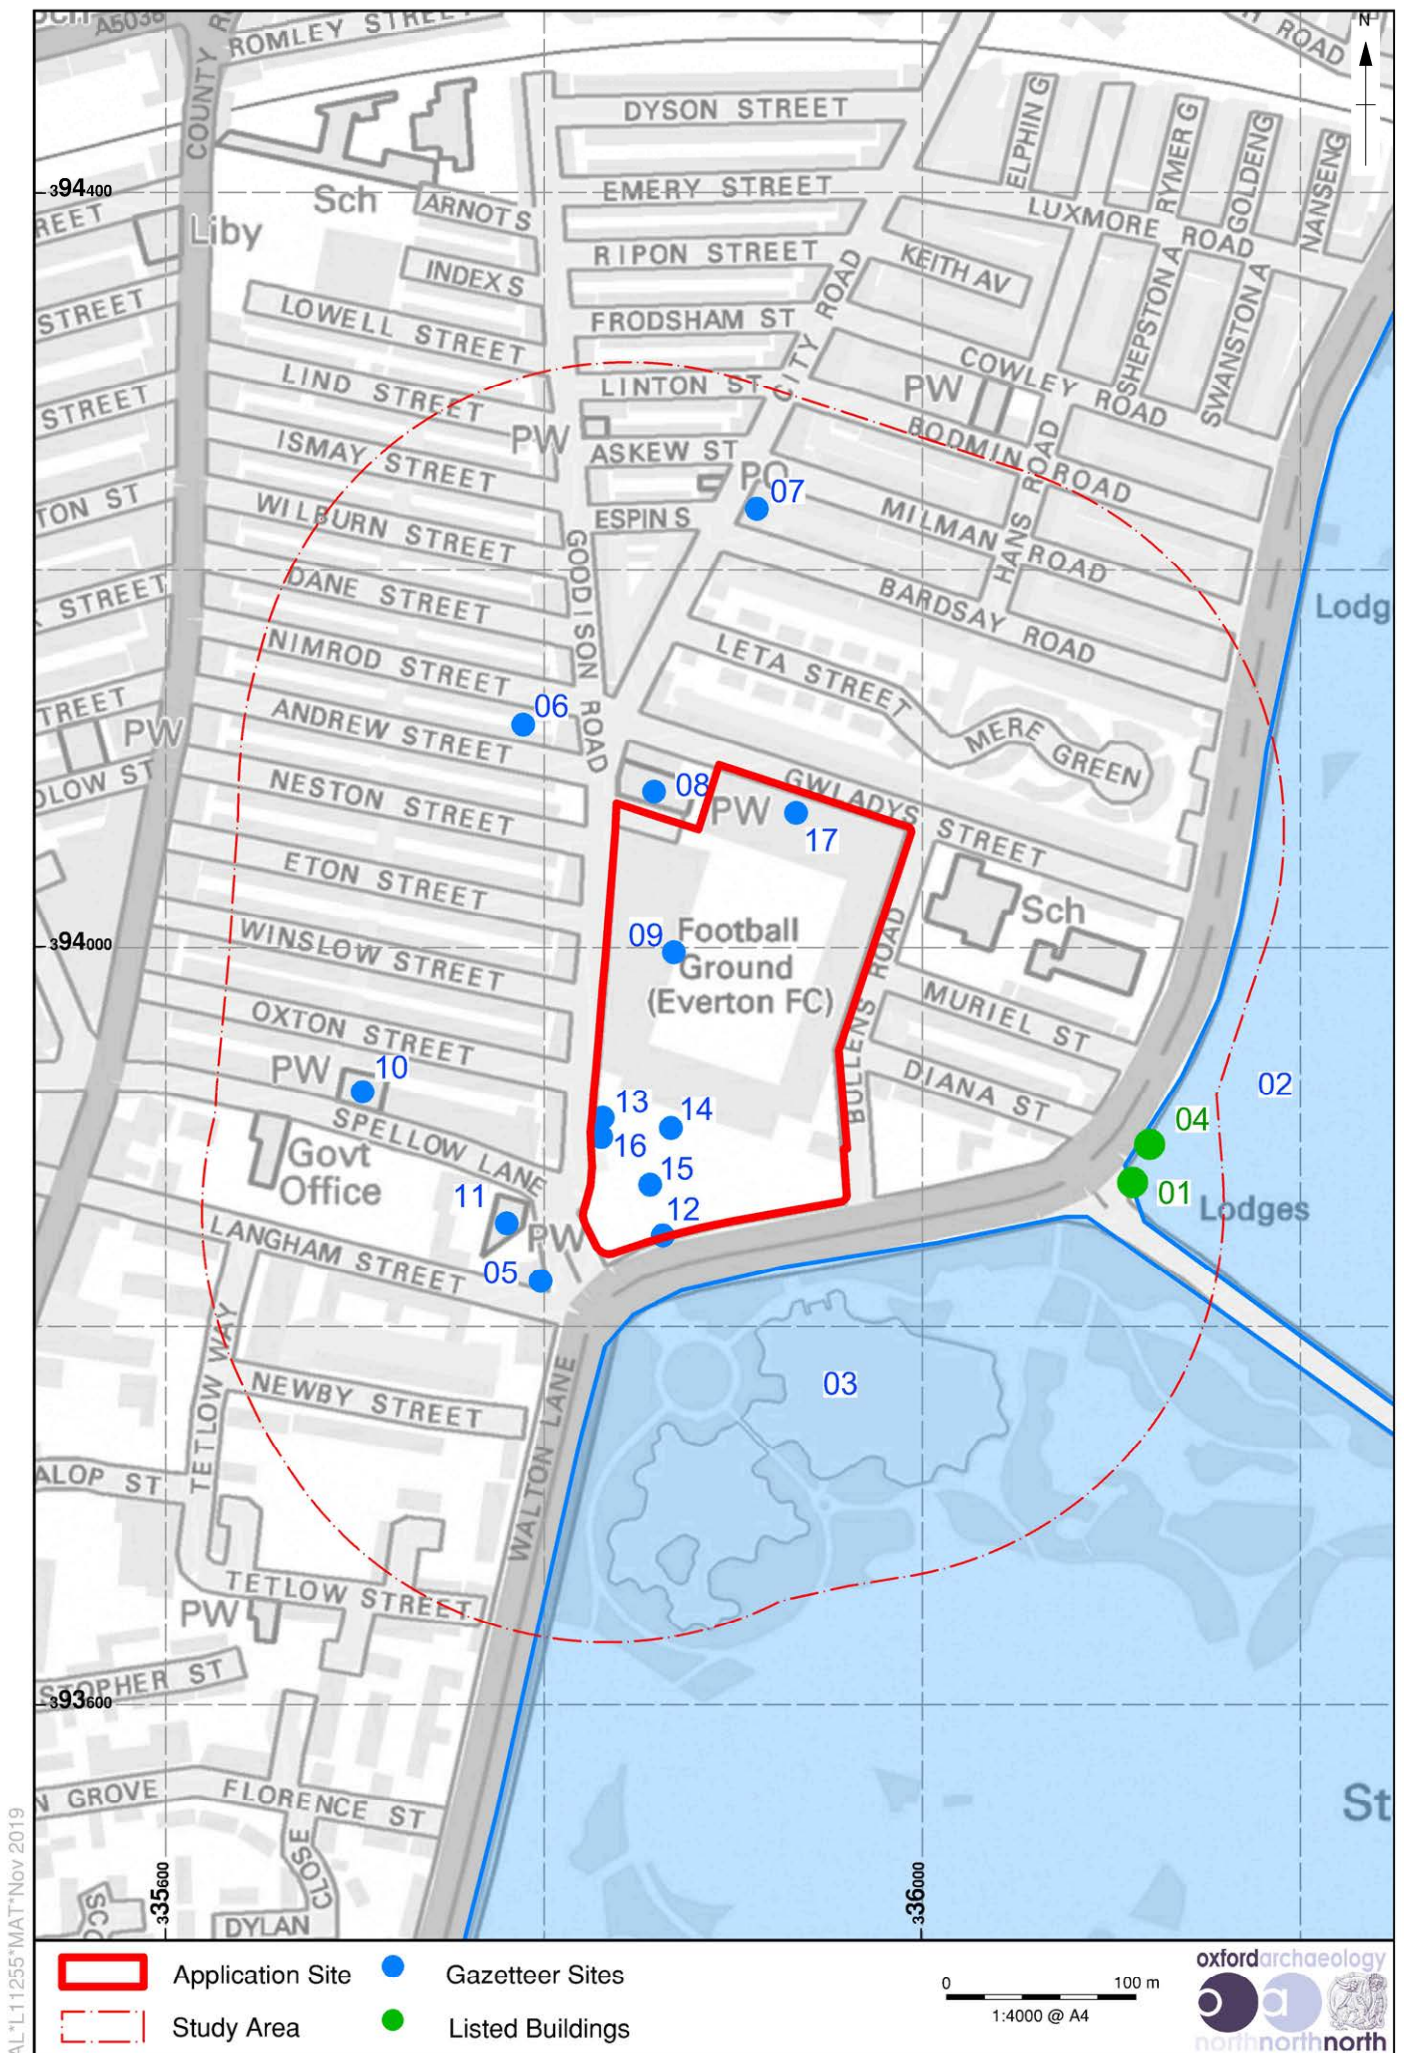 A5038
ROMLEY STREET
ROAD
N
COUNTY R
DYSON STREET
ELPHING
RYMER G
GOLDENG
NANSENG
394400
Sch
ARNOT S
EMERY STREET
LUXMORE ROAD
REET
Liby
RIPON STREET
KEITH AV
INDEX S
STREET
LOWELL STREET
FRODSHAM ST
CITY ROAD
SHEPSTON A
SWANSTON A
COWLEY ROAD
LIND STREET
LINTON ST
PW
STREET
ISMAY STREET
PW
ASKEW ST
BODMIN ROAD
PO
07
TON ST
WILBURN STREET
ESPIN S
MILMAN ROAD
HANS ROAD
GOODISON ROAD
STREET
DANE STREET
BARDSAY ROAD
Lodg
NIMROD STREET
LETA STREET
06
TREET
PW
ANDREW STREET
MERE GREEN
OLOW ST
NESTON STREET
08
PW
GWLADYS STREET
17
ETON STREET
Sch
394000
WINSLOW STREET
09
Football
Ground
(Everton FC)
BULLENS ROAD
MURIEL ST
OXTON STREET
PW
10
DIANA ST
02
13
14
04
SPELLOW LANE
16
Govt
Office
15
01
Lodges
11
12
PW
LANGHAM STREET
05
TETLOW WAY
03
NEWBY STREET
WALTON LANE
ALOP ST
TETLOW STREET
PW
STOPHER ST
393600
N GROVE
FLORENCE ST
St
CLOSE
335600
336000
SC
DYLAN
AL*L11255*MAT*Nov 2019
Application Site
Gazetteer Sites
Study Area
Listed Buildings
0
100 m
1:4000 @ A4
oxfordarchaeology
northnorthnorth